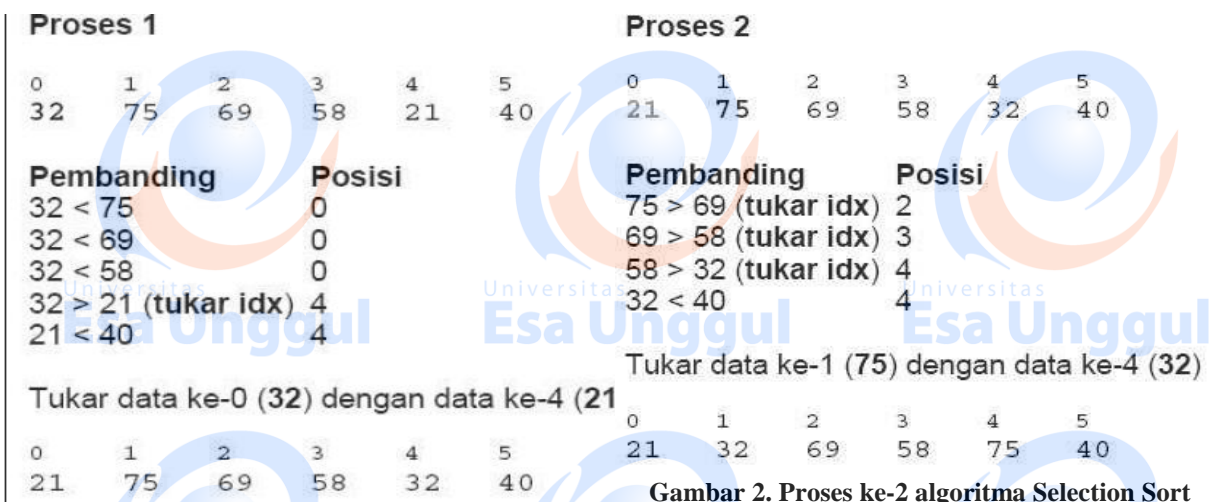 Proses 1
0 1 2 3 4 5
32 75 69 58 21 40
Pembanding Posisi
32 < 75 0
32 < 69 0
32 < 58 0
32 > 21 (tukar idx) 4
21 < 40 4
Tukar data ke-0 (32) dengan data ke-4 (21
0 1 2 3 4 5
21 75 69 58 32 40
Proses 2
0 1 2 3 4 5
21 75 69 58 32 40
Pembanding Posisi
75 > 69 (tukar idx) 2
69 > 58 (tukar idx) 3
58 > 32 (tukar idx) 4
32 < 40 4
Tukar data ke-1 (75) dengan data ke-4 (32)
0 1 2 3 4 5
21 32 69 58 75 40
Gambar 2. Proses ke-2 algoritma Selection Sort
Universitas
Esa Unggul
Universitas
Esa Unggul
Universitas
Esa Unggul